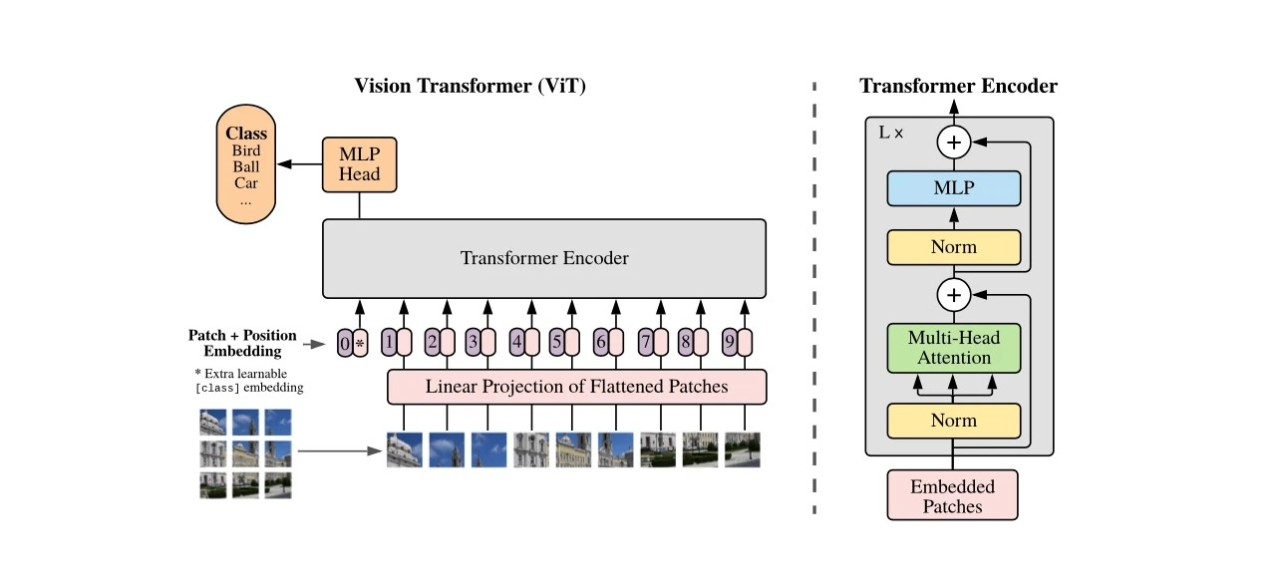 Vision Transformer (ViT)
Class
Bird
Ball
Car
...
MLP
Head
Transformer Encoder
Patch + Position
Embedding
* Extra learnable
[class] embedding
0 * 1 2 3 4 5 6 7 8 9
Linear Projection of Flattened Patches
Transformer Encoder
L ×
+
MLP
Norm
+
Multi-Head
Attention
Norm
Embedded
Patches